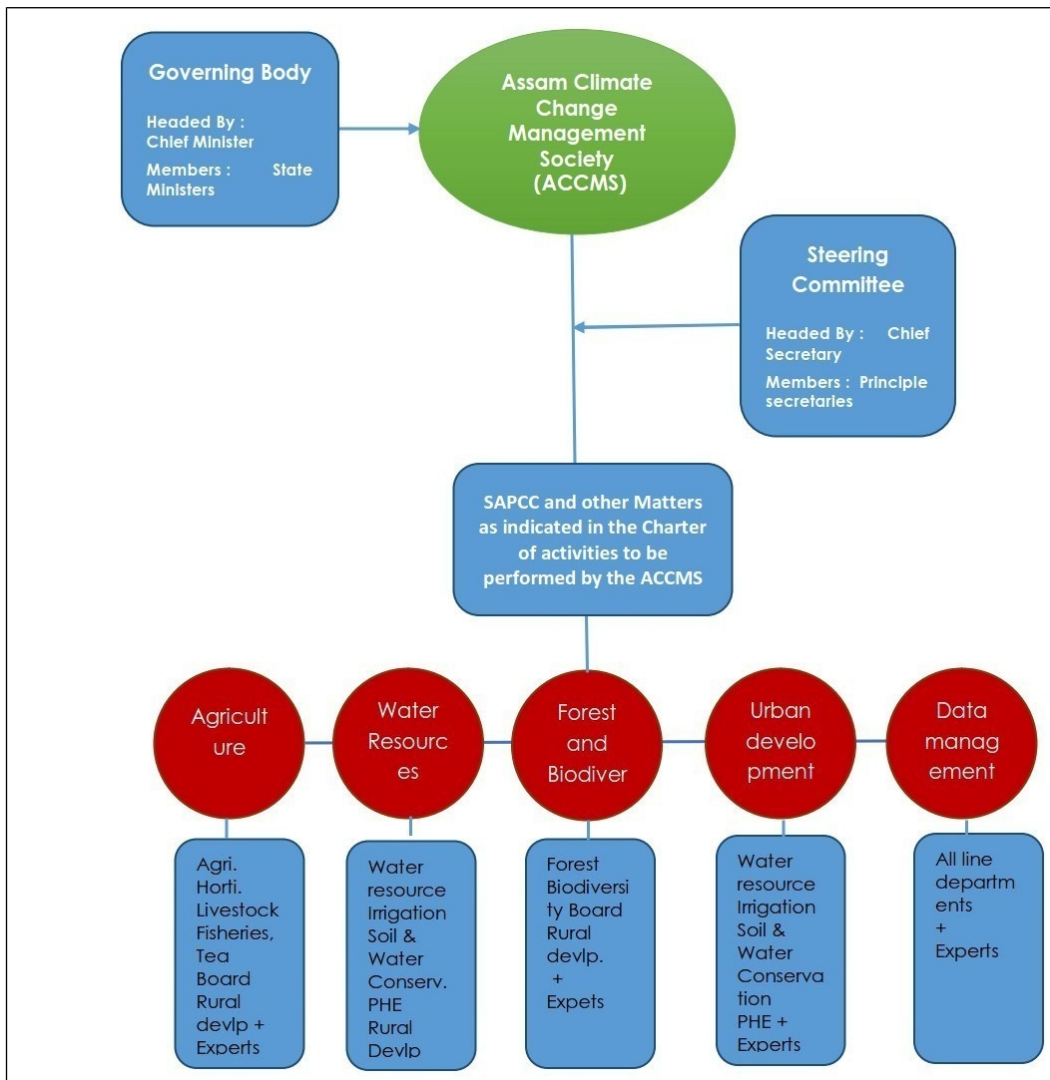 Governing Body
Headed By :
Chief Minister
Members : State
Ministers
Assam Climate
Change
Management
Society
(ACCMS)
Steering
Committee
Headed By : Chief
Secretary
Members : Principle
secretaries
SAPCC and other Matters
as indicated in the Charter
of activities to be
performed by the ACCMS
Agricult
ure
Water
Resourc
es
Forest
and
Biodiver
Urban
develo
pment
Data
manag
ement
Agri.
Horti.
Livestock
Fisheries,
Tea
Board
Rural
devlp +
Experts
Water
resource
Irrigation
Soil &
Water
Conserv.
PHE
Rural
Devlp
Forest
Biodiversi
ty Board
Rural
devlp.
+
Expets
Water
resource
Irrigation
Soil &
Water
Conserva
tion
PHE +
Experts
All line
departm
ents
+
Experts